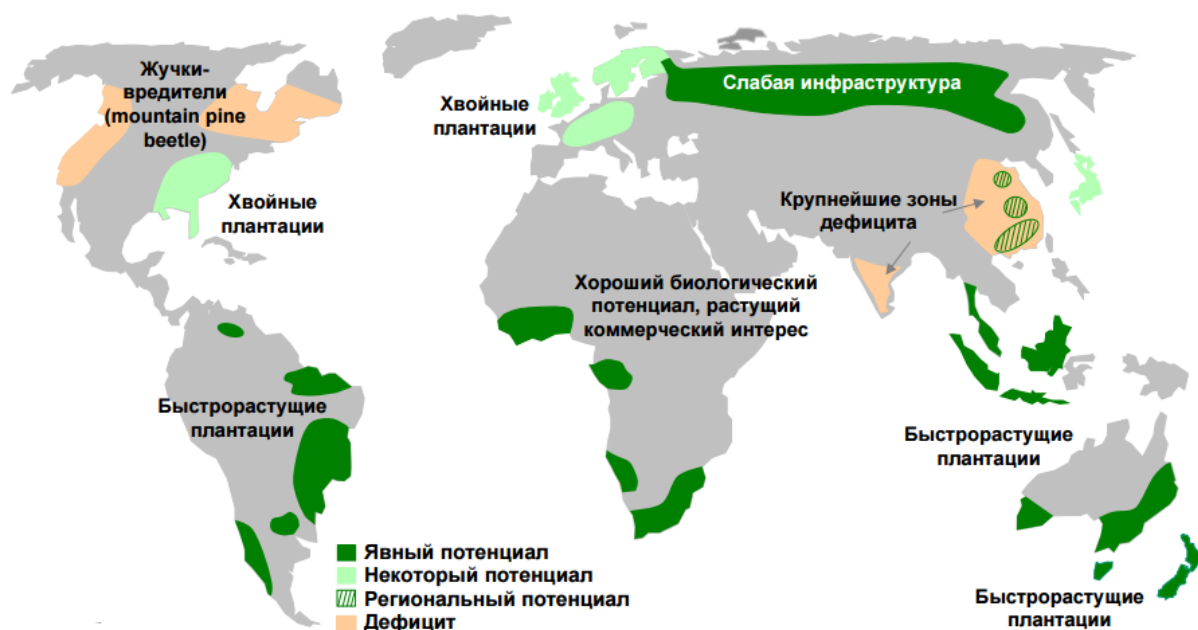 Жучки-
вредители
(mountain pine
beetle)
Хвойные
плантации
Слабая инфраструктура
Хвойные
плантации
Крупнейшие зоны
дефицита
Хороший биологический
потенциал, растущий
коммерческий интерес
Быстрорастущие
плантации
Быстрорастущие
плантации
Быстрорастущие
плантации
Явный потенциал
Некоторый потенциал
Региональный потенциал
Дефицит